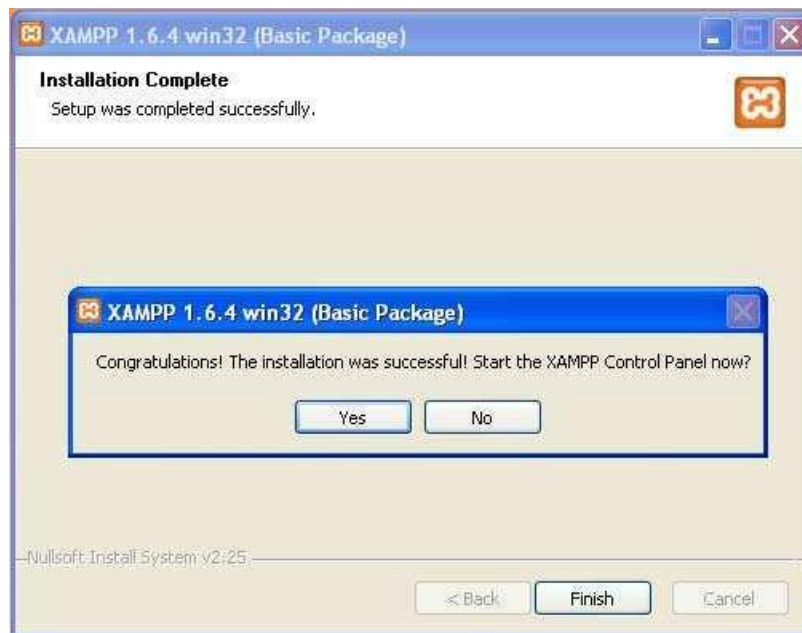 XAMPP 1.6.4 win32 (Basic Package)
Installation Complete
Setup was completed successfully.
XAMPP 1.6.4 win32 (Basic Package)
Congratulations! The installation was successful! Start the XAMPP Control Panel now?
Yes No
Nullsoft Install System v2.25
< Back Finish Cancel